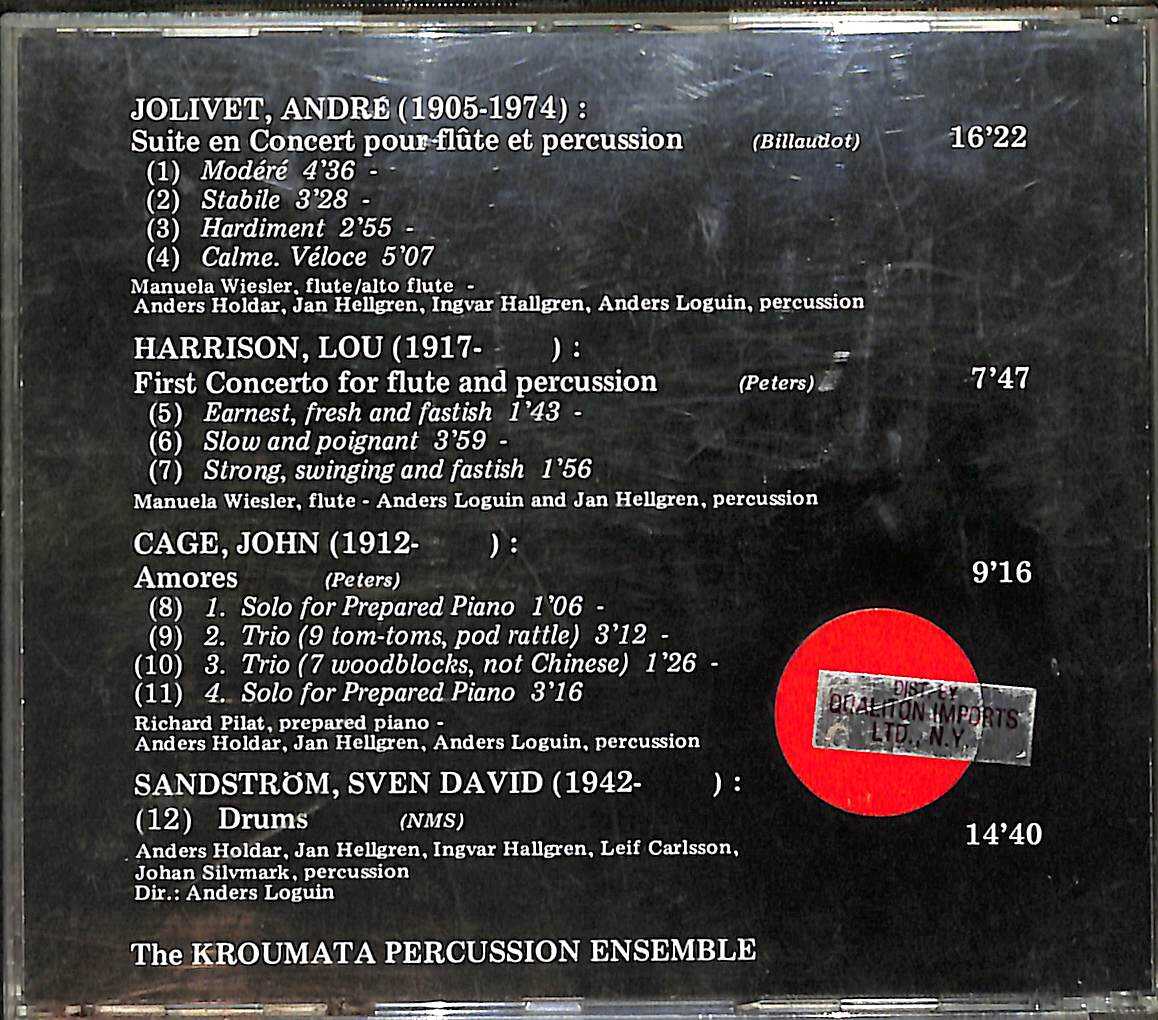 JOLIVET, ANDRÉ (1905-1974) :
Suite en Concert pour flûte et percussion (Billaudot) 16'22
(1) Modéré 4'36 -
(2) Stabile 3'28 -
(3) Hardiment 2'55 -
(4) Calme. Véloce 5'07
Manuela Wiesler, flute/alto flute -
Anders Holdar, Jan Hellgren, Ingvar Hallgren, Anders Loguin, percussion
HARRISON, LOU (1917- ) :
First Concerto for flute and percussion (Peters) 7'47
(5) Earnest, fresh and fastish 1'43 -
(6) Slow and poignant 3'59 -
(7) Strong, swinging and fastish 1'56
Manuela Wiesler, flute - Anders Loguin and Jan Hellgren, percussion
CAGE, JOHN (1912- ) :
Amores (Peters) 9'16
(8) 1. Solo for Prepared Piano 1'06 -
(9) 2. Trio (9 tom-toms, pod rattle) 3'12 -
(10) 3. Trio (7 woodblocks, not Chinese) 1'26 -
(11) 4. Solo for Prepared Piano 3'16
Richard Pilat, prepared piano -
Anders Holdar, Jan Hellgren, Anders Loguin, percussion
DIST. BY
QUALITON IMPORTS
LTD., N.Y.
SANDSTRÖM, SVEN DAVID (1942- ) :
(12) Drums (NMS) 14'40
Anders Holdar, Jan Hellgren, Ingvar Hallgren, Leif Carlsson,
Johan Silvmark, percussion
Dir.: Anders Loguin
The KROUMATA PERCUSSION ENSEMBLE